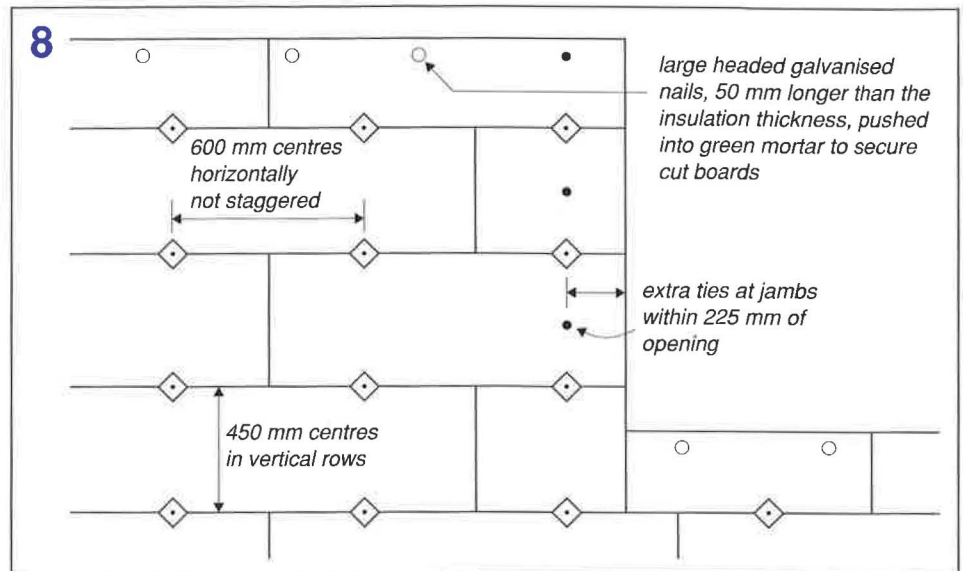 8
large headed galvanised
nails, 50 mm longer than the
insulation thickness, pushed
into green mortar to secure
cut boards
600 mm centres
horizontally
not staggered
extra ties at jambs
within 225 mm of
opening
450 mm centres
in vertical rows